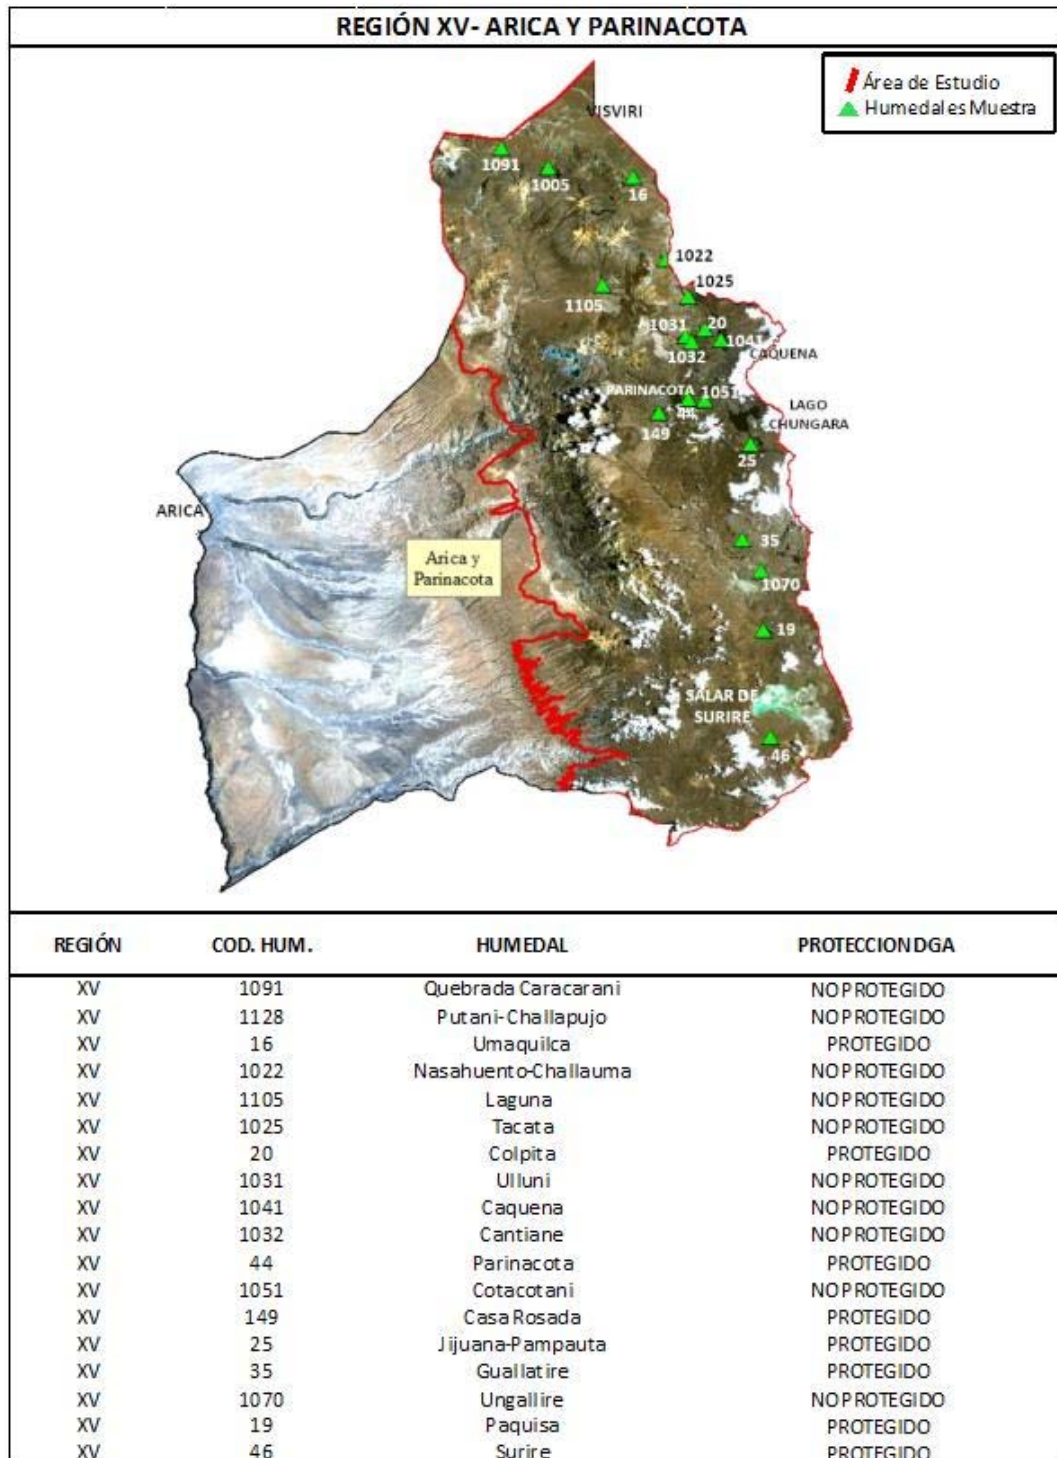 REGIÓN XV- ARICA Y PARINACOTA
Área de Estudio
Humedales Muestra
VISVIRI
1091
1005
16
1022
1025
1105
1031
20
1041
1032
CAQUENA
PARINACOTA
1051
44
149
LAGO
CHUNGARA
25
ARICA
35
Arica y
Parinacota
1070
19
SALAR DE
SURIRE
46
REGIÓN COD. HUM. HUMEDAL PROTECCION DGA
XV 1091 Quebrada Caracarani NO PROTEGIDO
XV 1128 Putani-Challapujo NO PROTEGIDO
XV 16 Umaquilca PROTEGIDO
XV 1022 Nasahuento-Challauma NO PROTEGIDO
XV 1105 Laguna NO PROTEGIDO
XV 1025 Tacata NO PROTEGIDO
XV 20 Colpita PROTEGIDO
XV 1031 Ulluni NO PROTEGIDO
XV 1041 Caquena NO PROTEGIDO
XV 1032 Cantiane NO PROTEGIDO
XV 44 Parinacota PROTEGIDO
XV 1051 Cotacotani NO PROTEGIDO
XV 149 Casa Rosada PROTEGIDO
XV 25 Jijuana-Pampauta PROTEGIDO
XV 35 Guallatire PROTEGIDO
XV 1070 Ungallire NO PROTEGIDO
XV 19 Paquisa PROTEGIDO
XV 46 Surire PROTEGIDO